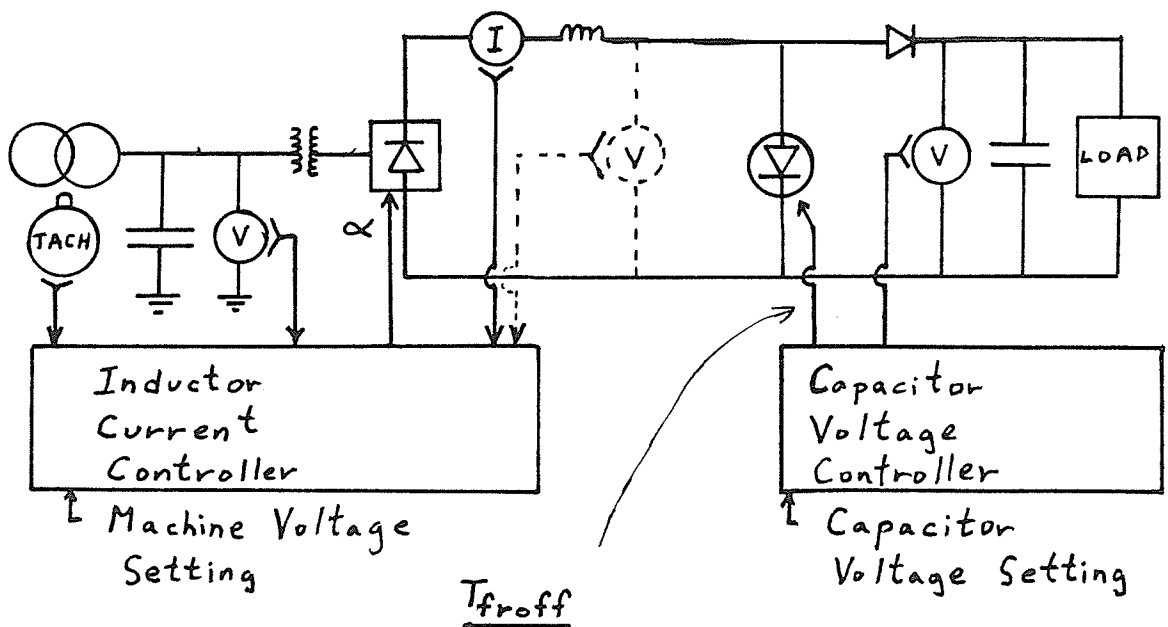 I
V
V
LOAD
TACH
V
α
Inductor
Current
Controller
Capacitor
Voltage
Controller
Machine Voltage
Setting
Capacitor
Voltage Setting
Tfroff